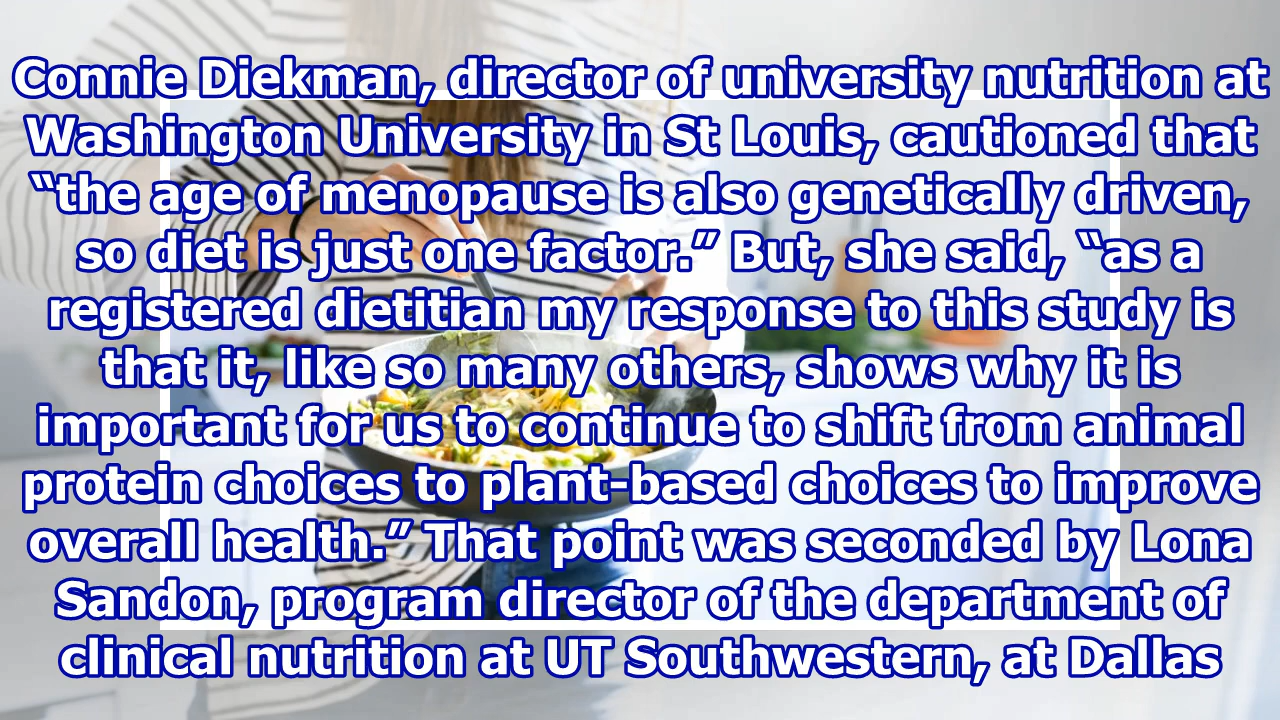 Connie Diekman, director of university nutrition at
Washington University in St Louis, cautioned that
“the age of menopause is also genetically driven,
so diet is just one factor.” But, she said, “as a
registered dietitian my response to this study is
that it, like so many others, shows why it is
important for us to continue to shift from animal
protein choices to plant-based choices to improve
overall health.” That point was seconded by Lona
Sandon, program director of the department of
clinical nutrition at UT Southwestern, at Dallas